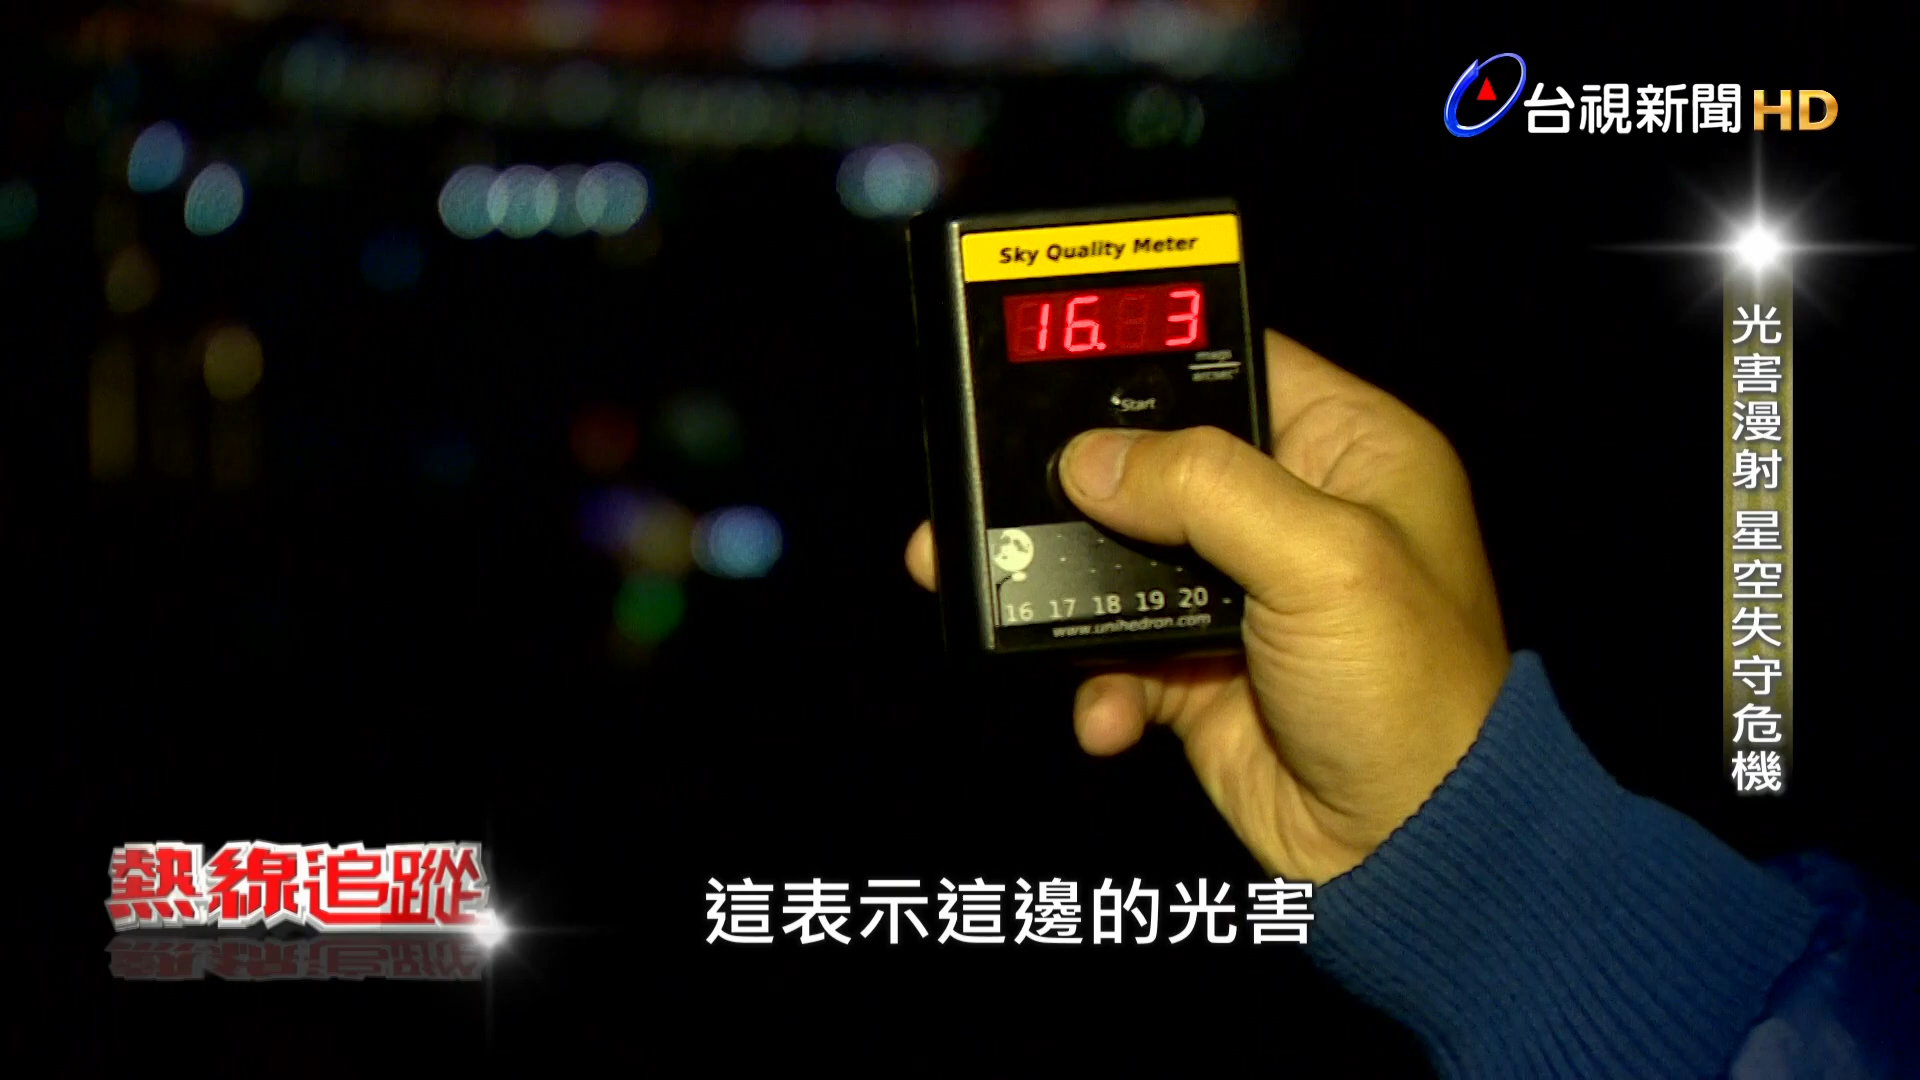 台視新聞HD
Sky Quality Meter
16. 3
mags
arcsec²
Start
16 17 18 19 20 -
www.unihedron.com
光害漫射 星空失守危機
熱線追蹤
這表示這邊的光害